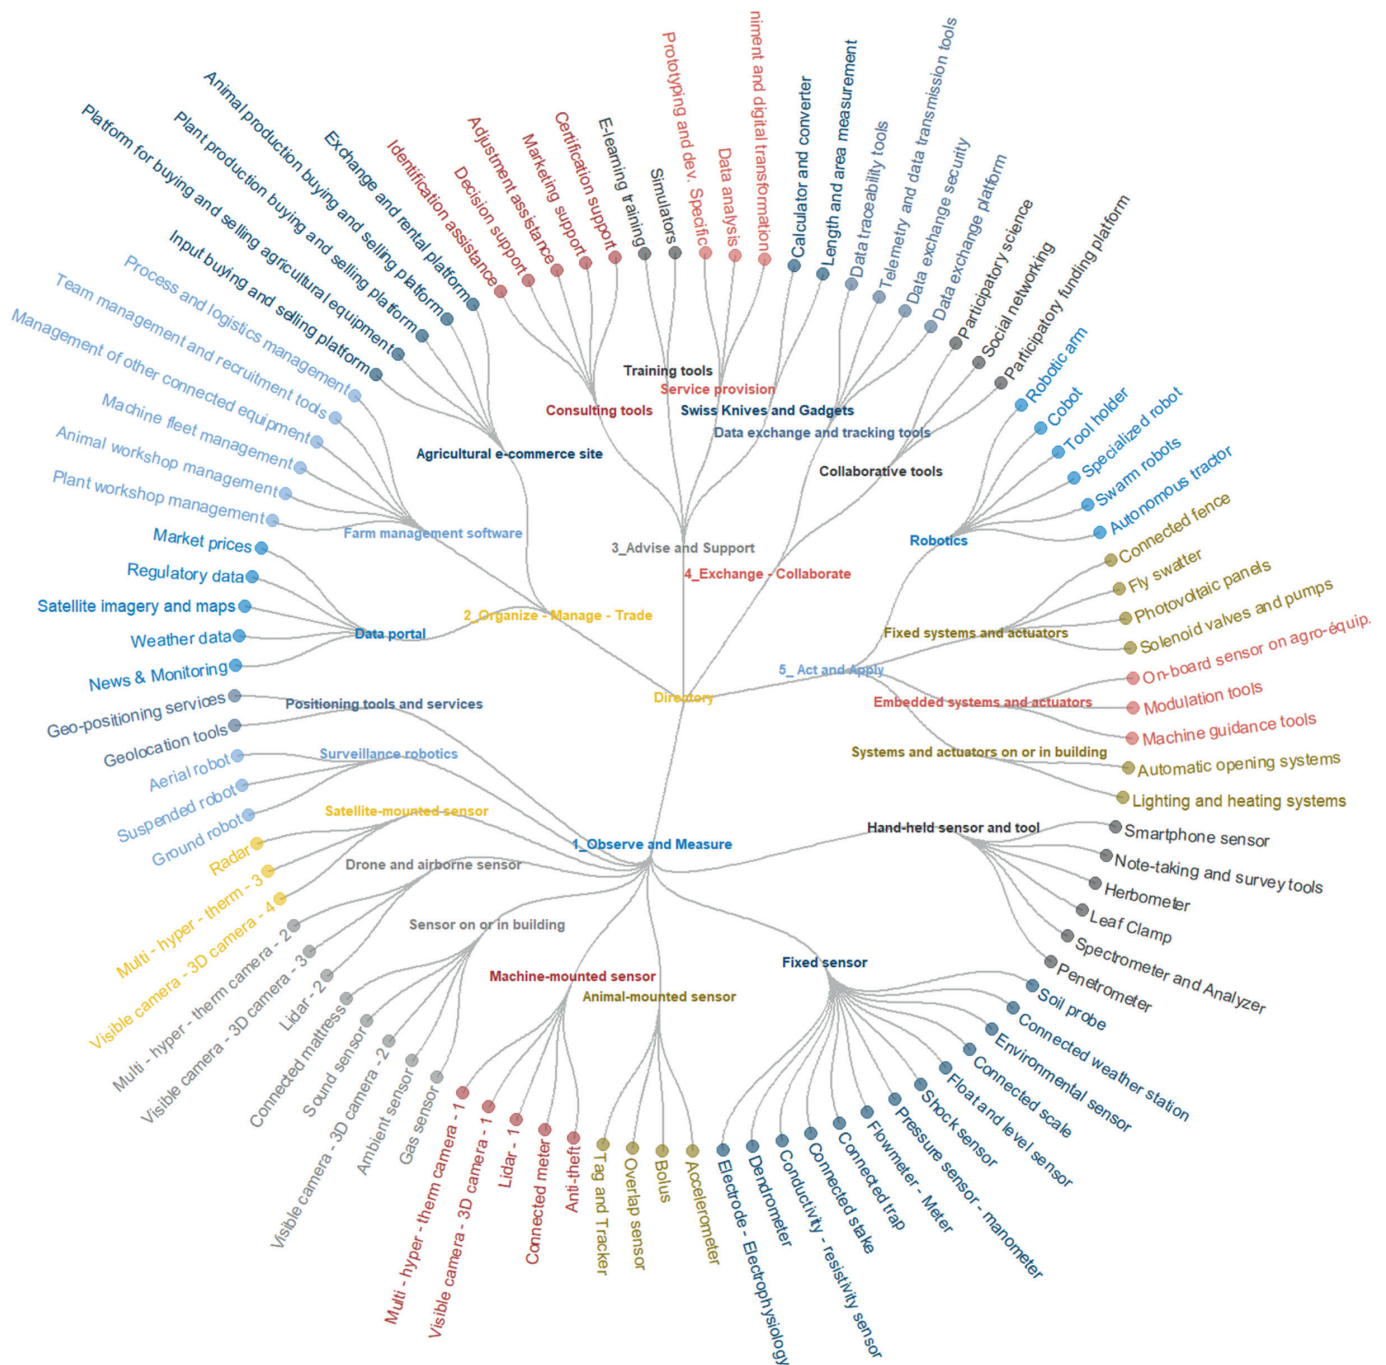 Directory
1_Observe and Measure
Positioning tools and services
Geo-positioning services
Geolocation tools
Surveillance robotics
Aerial robot
Suspended robot
Ground robot
Satellite-mounted sensor
Radar
Multi - hyper - therm - 3
Visible camera - 3D camera - 4
Drone and airborne sensor
Multi - hyper - therm camera - 2
Visible camera - 3D camera - 3
Lidar - 2
Sensor on or in building
Connected mattress
Sound sensor
Visible camera - 3D camera - 2
Ambient sensor
Gas sensor
Machine-mounted sensor
Multi - hyper - therm camera - 1
Visible camera - 3D camera - 1
Lidar - 1
Connected meter
Anti-theft
Animal-mounted sensor
Tag and Tracker
Overlap sensor
Bolus
Accelerometer
Fixed sensor
Electrode - Electrophysiology
Dendrometer
Conductivity - resistivity sensor
Connected stake
Connected trap
Flowmeter - Meter
Pressure sensor - manometer
Shock sensor
Float and level sensor
Connected scale
Environmental sensor
Connected weather station
Soil probe
Hand-held sensor and tool
Penetrometer
Spectrometer and Analyzer
Leaf Clamp
Herbometer
Note-taking and survey tools
Smartphone sensor
2_Organize - Manage - Trade
Data portal
News & Monitoring
Weather data
Satellite imagery and maps
Regulatory data
Market prices
Farm management software
Plant workshop management
Animal workshop management
Machine fleet management
Management of other connected equipment
Team management and recruitment tools
Process and logistics management
Agricultural e-commerce site
Input buying and selling platform
Platform for buying and selling agricultural equipment
Plant production buying and selling platform
Animal production buying and selling platform
Exchange and rental platform
3_Advise and Support
Consulting tools
Identification assistance
Decision support
Adjustment assistance
Marketing support
Certification support
Training tools
E-learning training
Simulators
Service provision
Prototyping and dev. Specific
Data analysis
niment and digital transformation
Swiss Knives and Gadgets
Calculator and converter
Length and area measurement
4_Exchange - Collaborate
Data exchange and tracking tools
Data traceability tools
Telemetry and data transmission tools
Data exchange security
Data exchange platform
Collaborative tools
Participatory science
Social networking
Participatory funding platform
5_ Act and Apply
Robotics
Robotic arm
Cobot
Tool holder
Specialized robot
Swarm robots
Autonomous tractor
Fixed systems and actuators
Connected fence
Fly swatter
Photovoltaic panels
Solenoid valves and pumps
Embedded systems and actuators
On-board sensor on agro-équip.
Modulation tools
Machine guidance tools
Systems and actuators on or in building
Automatic opening systems
Lighting and heating systems